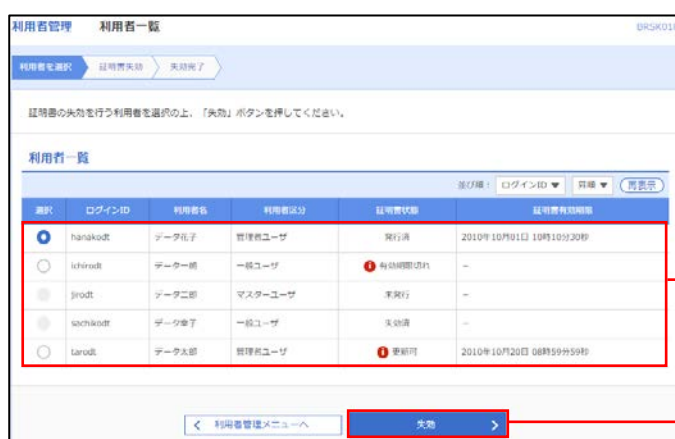 利用者管理 利用者一覧 BRSK010
利用者を選択 証明書失効 失効完了
証明書の失効を行う利用者を選択の上、「失効」ボタンを押してください。
利用者一覧
並び順： ログインID ▼ 昇順 ▼ 再表示
選択 ログインID 利用者名 利用者区分 証明書状態 証明書有効期限
hanakodt データ花子 管理者ユーザ 発行済 2010年10月01日 10時10分30秒
ichirodt データ一郎 一般ユーザ 有効期限切れ －
jirodt データ二郎 マスターユーザ 未発行 －
sachikodt データ幸子 一般ユーザ 失効済 －
tarodt データ太郎 管理者ユーザ 更新可 2010年10月20日 08時59分59秒
利用者管理メニューへ 失効